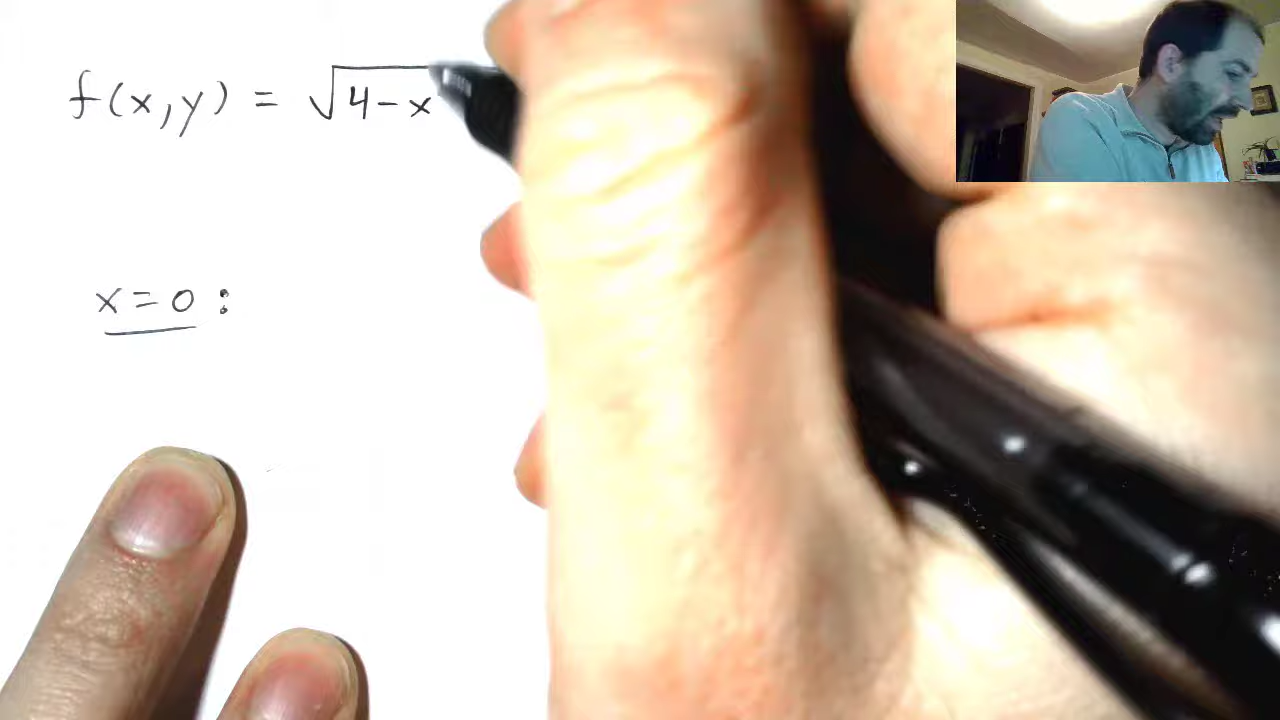 f(x,y) = √4-x
x = 0 :